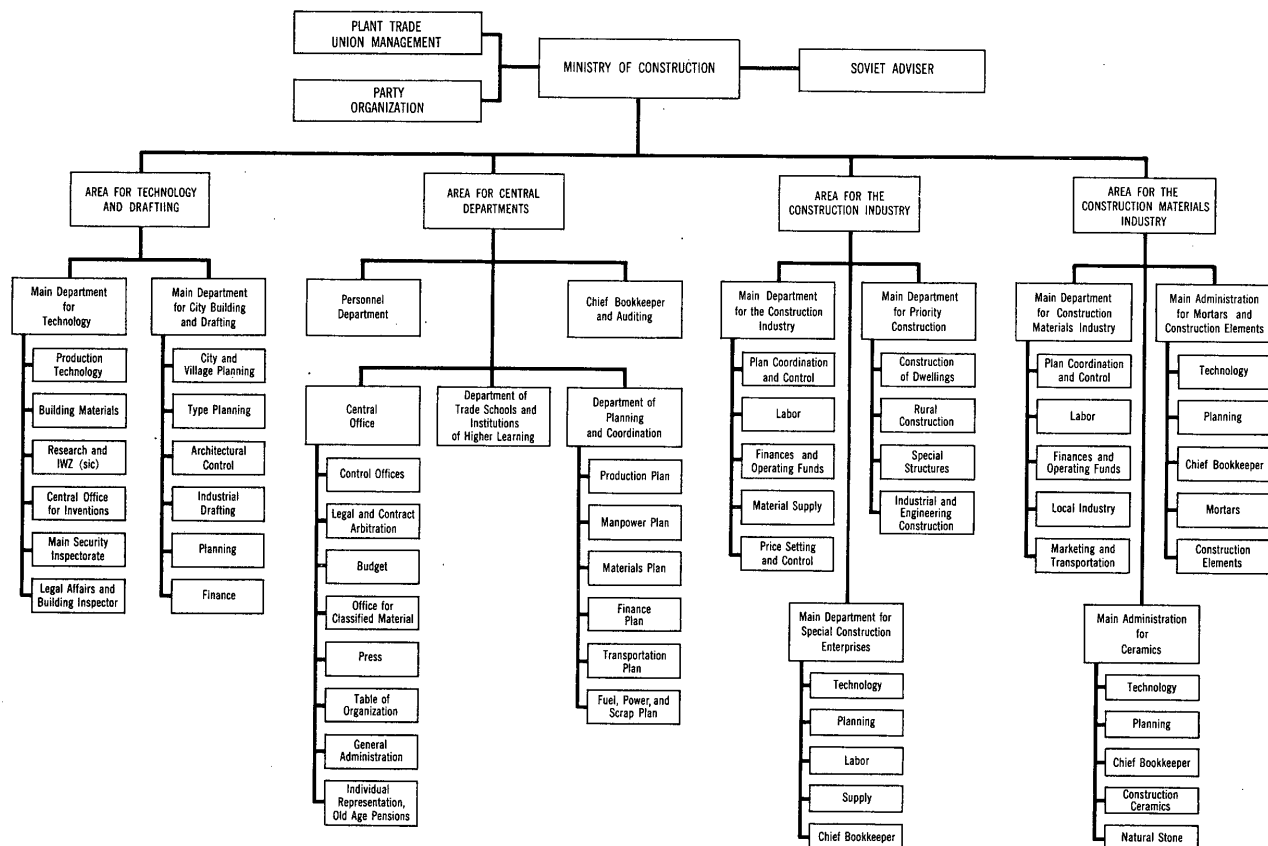 PLANT TRADE
UNION MANAGEMENT
MINISTRY OF CONSTRUCTION
SOVIET ADVISER
PARTY
ORGANIZATION
AREA FOR TECHNOLOGY
AND DRAFTIING
AREA FOR CENTRAL
DEPARTMENTS
AREA FOR THE
CONSTRUCTION INDUSTRY
AREA FOR THE
CONSTRUCTION MATERIALS
INDUSTRY
Main Department
for
Technology
Production
Technology
Building Materials
Research and
IWZ (sic)
Central Office
for Inventions
Main Security
Inspectorate
Legal Affairs and
Building Inspector
Main Department
for City Building
and Drafting
City and
Village Planning
Type Planning
Architectural
Control
Industrial
Drafting
Planning
Finance
Personnel
Department
Chief Bookkeeper
and Auditing
Central
Office
Control Offices
Legal and Contract
Arbitration
Budget
Office for
Classified Material
Press
Table of
Organization
General
Administration
Individual
Representation,
Old Age Pensions
Department of
Trade Schools and
Institutions
of Higher Learning
Department of
Planning
and Coordination
Production Plan
Manpower Plan
Materials Plan
Finance
Plan
Transportation
Plan
Fuel, Power, and
Scrap Plan
Main Department
for the Construction
Industry
Plan Coordination
and Control
Labor
Finances and
Operating Funds
Material Supply
Price Setting
and Control
Main Department
for Priority
Construction
Construction
of Dwellings
Rural
Construction
Special
Structures
Industrial and
Engineering
Construction
Main Department for
Special Construction
Enterprises
Technology
Planning
Labor
Supply
Chief Bookkeeper
Main Department
for Construction
Materials Industry
Plan Coordination
and Control
Labor
Finances and
Operating Funds
Local Industry
Marketing and
Transportation
Main Administration
for Mortars and
Construction Elements
Technology
Planning
Chief Bookkeeper
Mortars
Construction
Elements
Main Administration
for
Ceramics
Technology
Planning
Chief Bookkeeper
Construction
Ceramics
Natural Stone